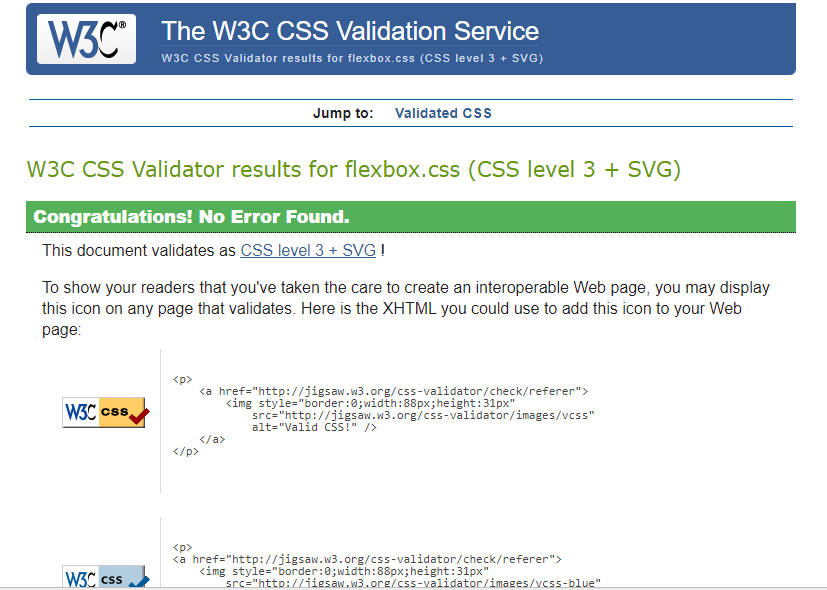 W3C®
The W3C CSS Validation Service
W3C CSS Validator results for flexbox.css (CSS level 3 + SVG)
Jump to: Validated CSS
W3C CSS Validator results for flexbox.css (CSS level 3 + SVG)
Congratulations! No Error Found.
This document validates as CSS level 3 + SVG !
To show your readers that you've taken the care to create an interoperable Web page, you may display
this icon on any page that validates. Here is the XHTML you could use to add this icon to your Web
page:
W3C css
<p>
    <a href="http://jigsaw.w3.org/css-validator/check/referer">
        <img style="border:0;width:88px;height:31px"
            src="http://jigsaw.w3.org/css-validator/images/vcss"
            alt="Valid CSS!" />
    </a>
</p>
W3C css
<p>
<a href="http://jigsaw.w3.org/css-validator/check/referer">
    <img style="border:0;width:88px;height:31px"
        src="http://jigsaw.w3.org/css-validator/images/vcss-blue"